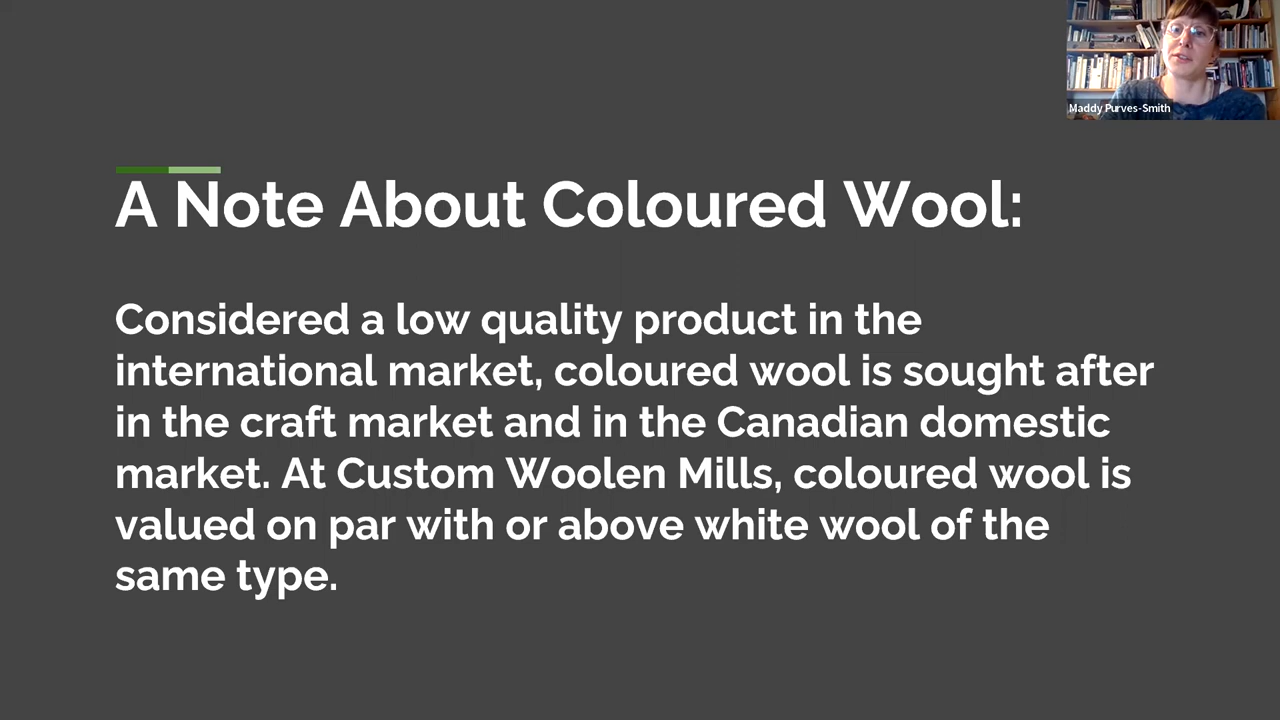 Maddy Purves-Smith
A Note About Coloured Wool:
Considered a low quality product in the
international market, coloured wool is sought after
in the craft market and in the Canadian domestic
market. At Custom Woolen Mills, coloured wool is
valued on par with or above white wool of the
same type.